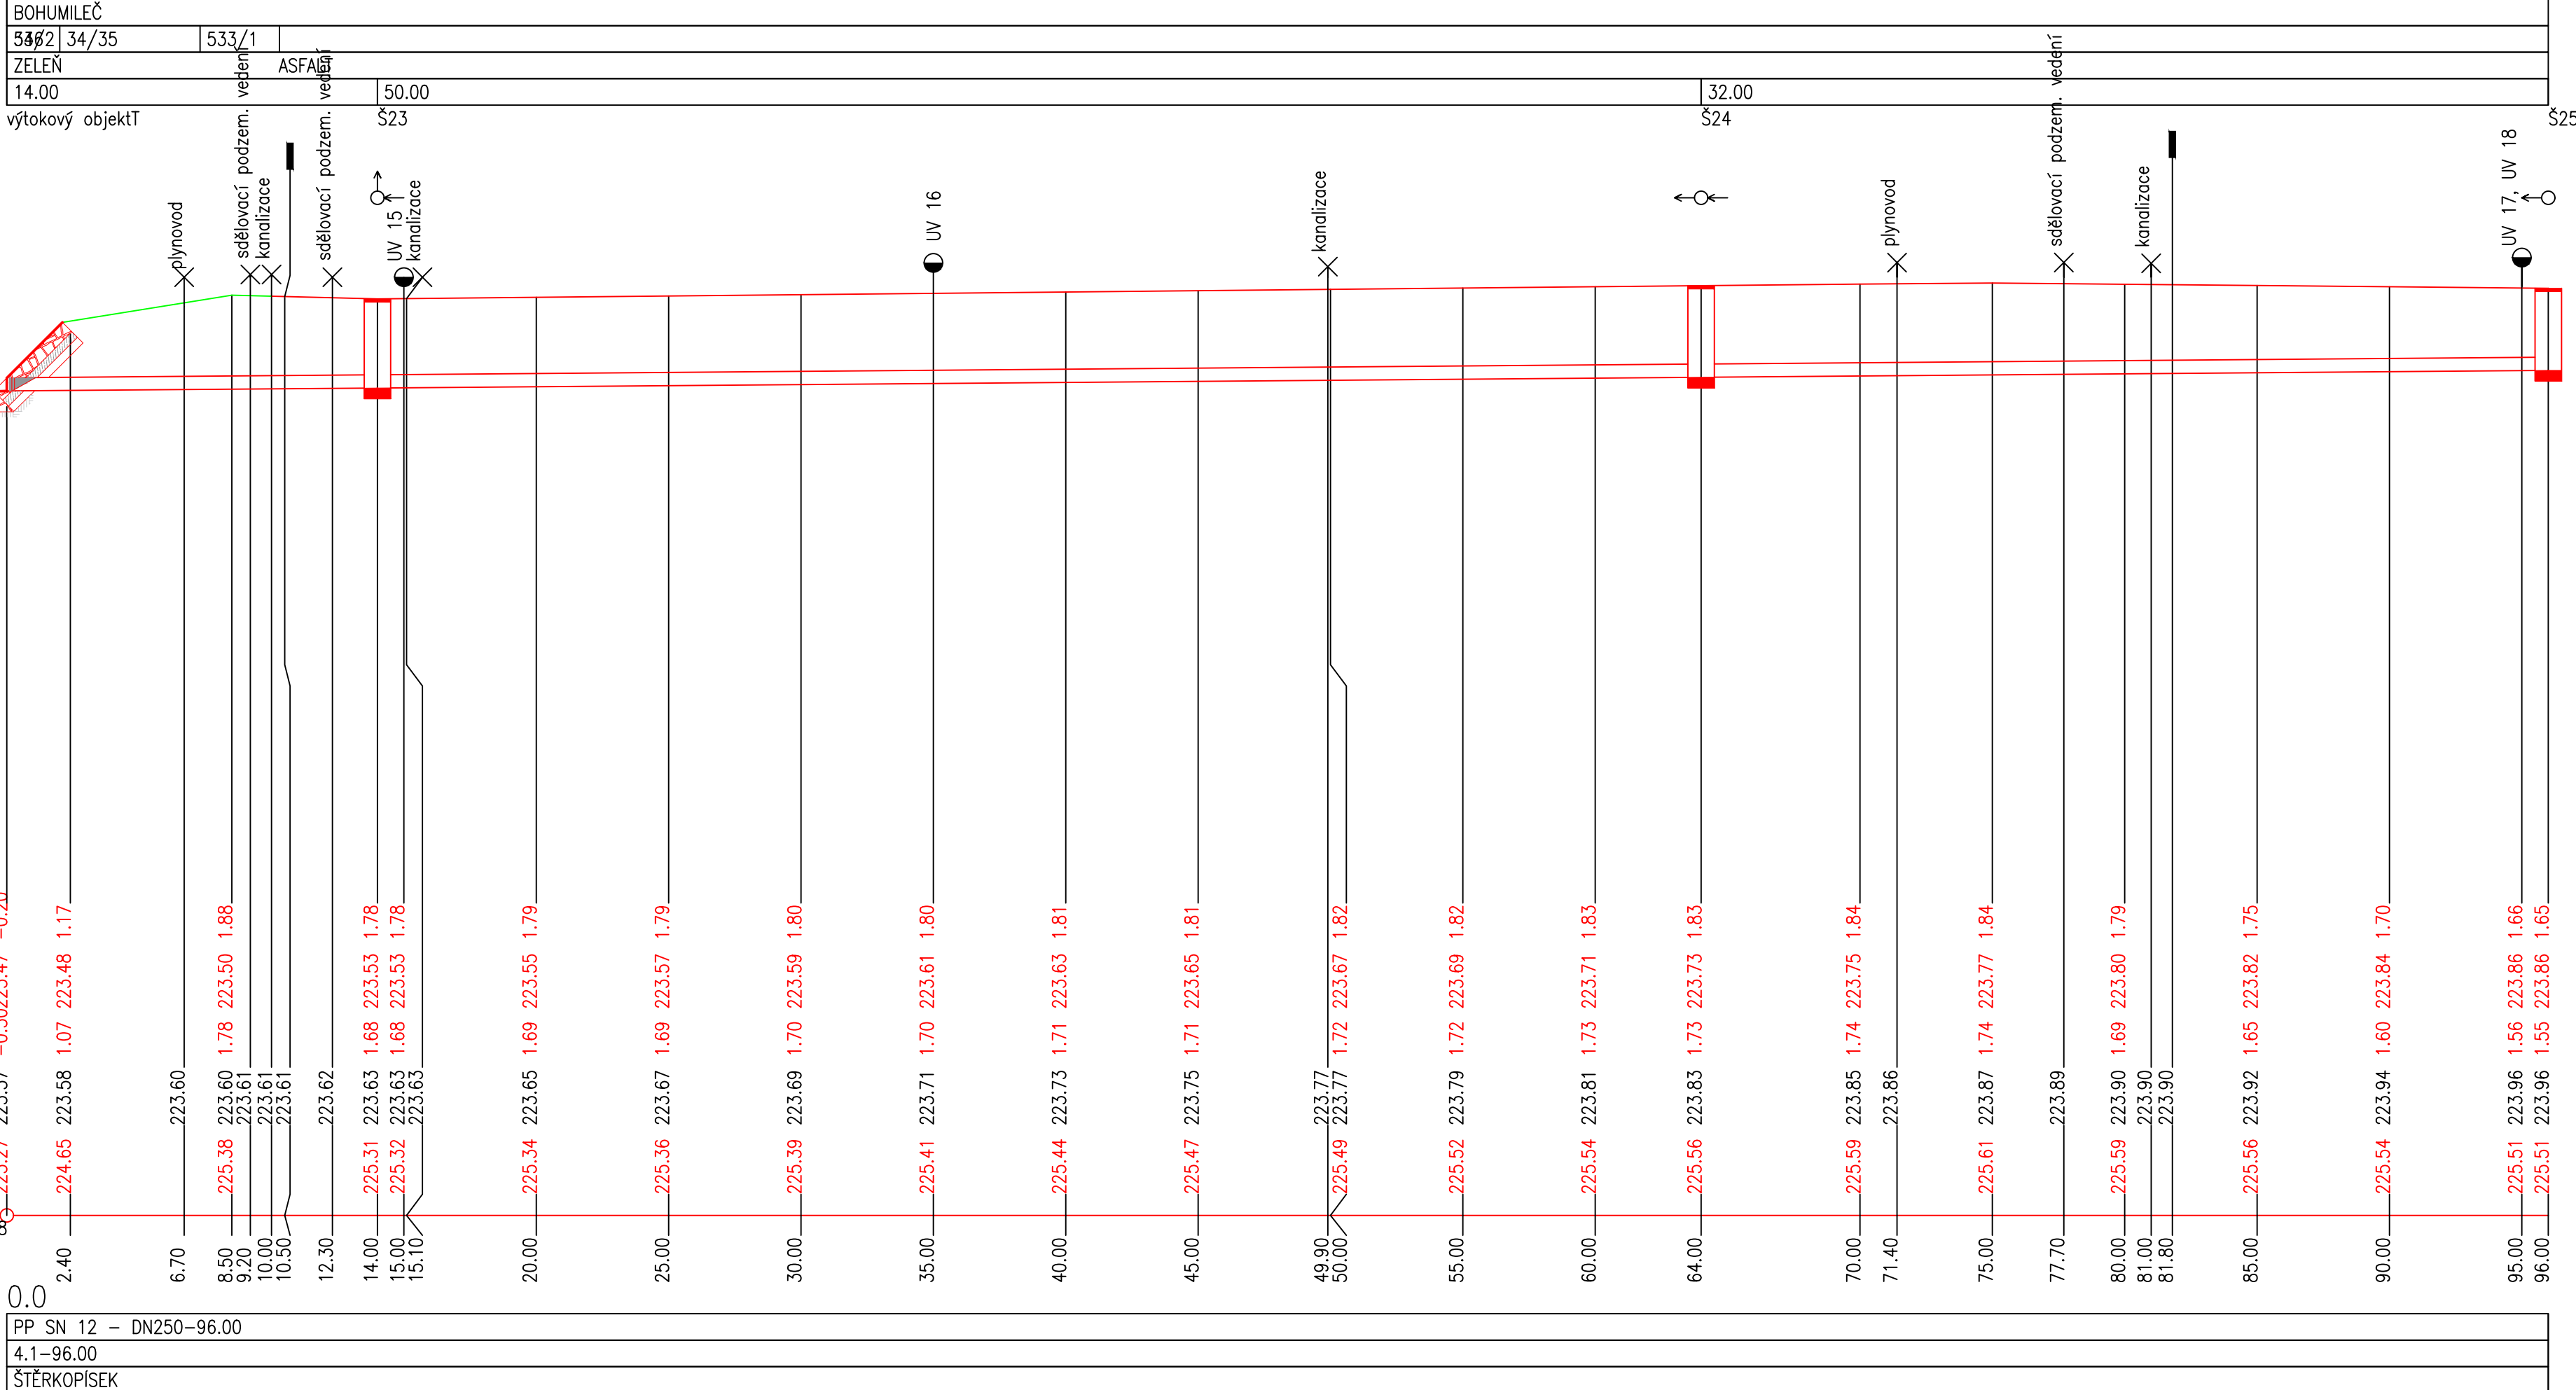 BOHUMILEČ
34/35 533/1
ZELEŇ ASFALT
14.00 50.00 32.00
výtokový objektT Š23 Š24 Š25
plynovod
sdělovací podzem. vedení
kanalizace
sdělovací podzem. vedení
UV 15
kanalizace
UV 16
kanalizace
plynovod
sdělovací podzem. vedení
kanalizace
UV 17, UV 18
1.17 1.88 1.78 1.78 1.79 1.79 1.80 1.80 1.81 1.81 1.82 1.82 1.83 1.83 1.84 1.84 1.79 1.75 1.70 1.66 1.65
223.48 223.50 223.53 223.53 223.55 223.57 223.59 223.61 223.63 223.65 223.67 223.69 223.71 223.73 223.75 223.77 223.80 223.82 223.84 223.86 223.86
1.07 1.78 1.68 1.68 1.69 1.69 1.70 1.70 1.71 1.71 1.72 1.72 1.73 1.73 1.74 1.74 1.69 1.65 1.60 1.56 1.55
223.58 223.60 223.60 223.61 223.61 223.61 223.62 223.63 223.63 223.63 223.65 223.67 223.69 223.71 223.73 223.75 223.77 223.77 223.79 223.81 223.83 223.85 223.86 223.87 223.89 223.90 223.90 223.90 223.92 223.94 223.96 223.96
224.65 225.38 225.31 225.32 225.34 225.36 225.39 225.41 225.44 225.47 225.49 225.52 225.54 225.56 225.59 225.61 225.59 225.56 225.54 225.51 225.51
2.40 6.70 8.50 9.20 10.00 10.50 12.30 14.00 15.00 15.10 20.00 25.00 30.00 35.00 40.00 45.00 49.90 50.00 55.00 60.00 64.00 70.00 71.40 75.00 77.70 80.00 81.00 81.80 85.00 90.00 95.00 96.00
0.0
PP SN 12 - DN250-96.00
4.1-96.00
ŠTĚRKOPÍSEK